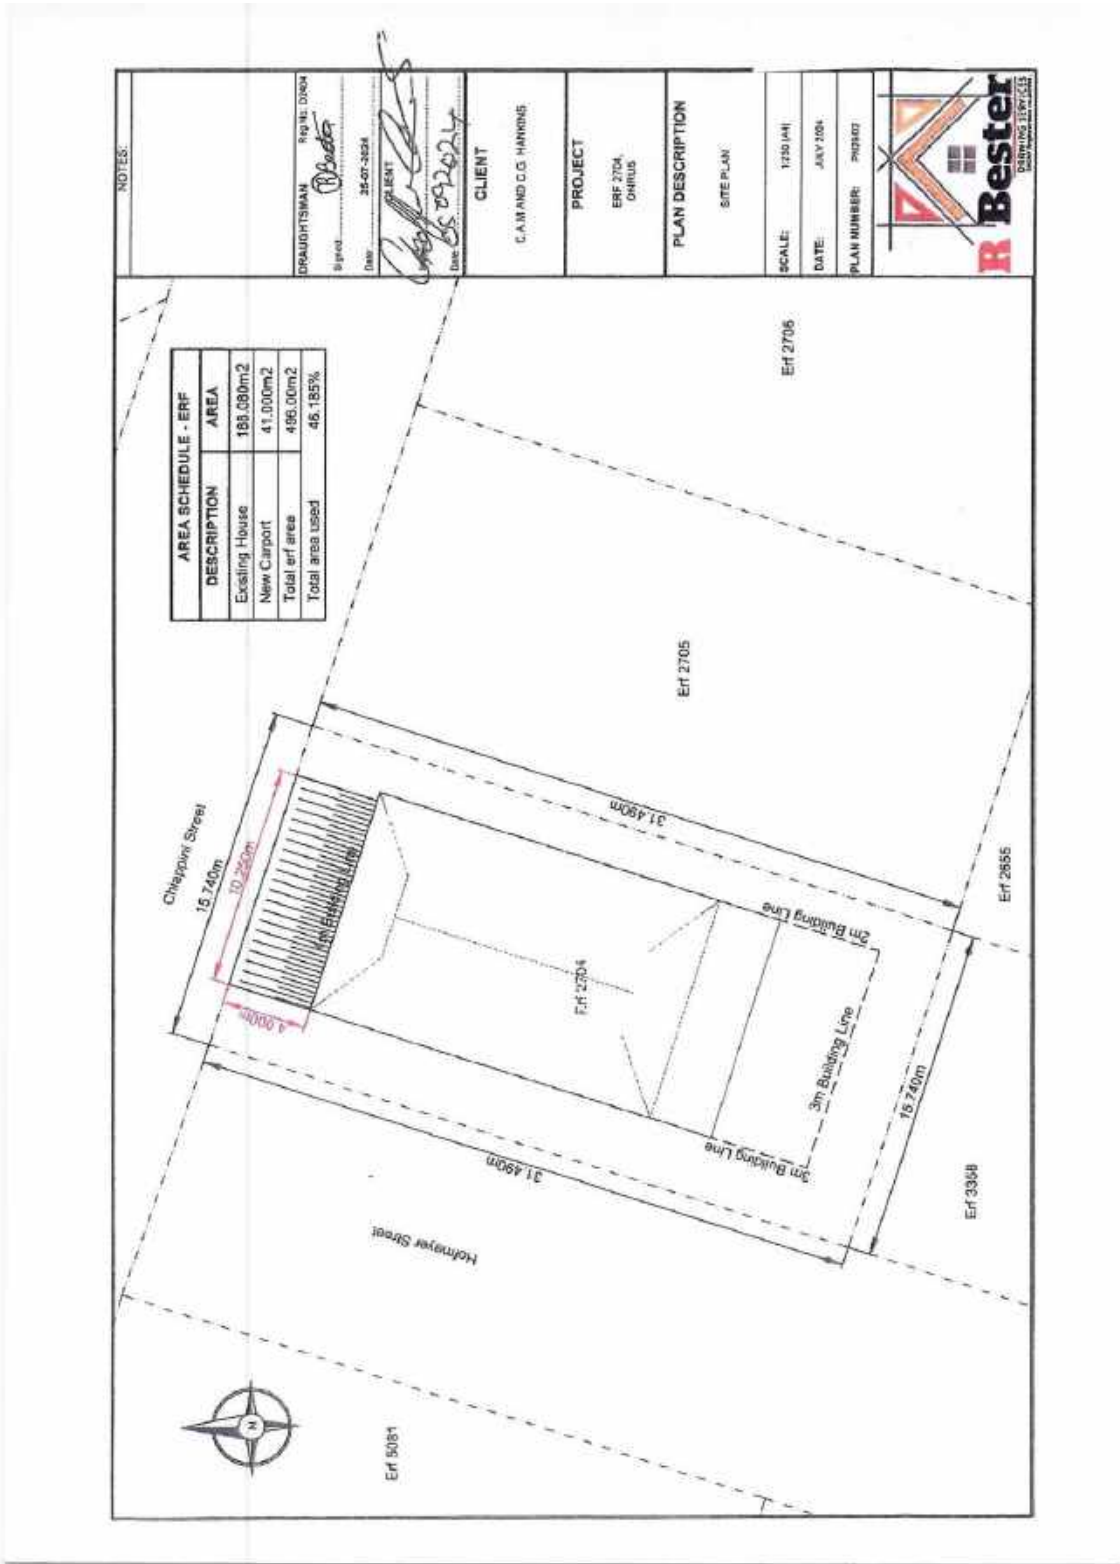 NOTES:
DRAUGHTSMAN Reg No. D2404
Signed:
Date: 25-07-2024
CLIENT
Date:
CLIENT
C.A.M AND C.G. HANKINS
PROJECT
ERF 2704,
ONRUS
PLAN DESCRIPTION
SITE PLAN
SCALE: 1:250 (A4)
DATE: JULY 2024
PLAN NUMBER:
R Bester
DRAWING SERVICES
AREA SCHEDULE - ERF
DESCRIPTION AREA
Existing House 188.080m2
New Carport 41.000m2
Total erf area 496.00m2
Total area used 46.185%
Chiappini Street
15.740m
10.250m
4.000m
Building Line
31.490m
31.490m
Erf 2704
Erf 2705
Erf 2706
2m Building Line
3m Building Line
3m Building Line
15.740m
Hofmeyer Street
Erf 2655
Erf 3358
Erf 5081
N